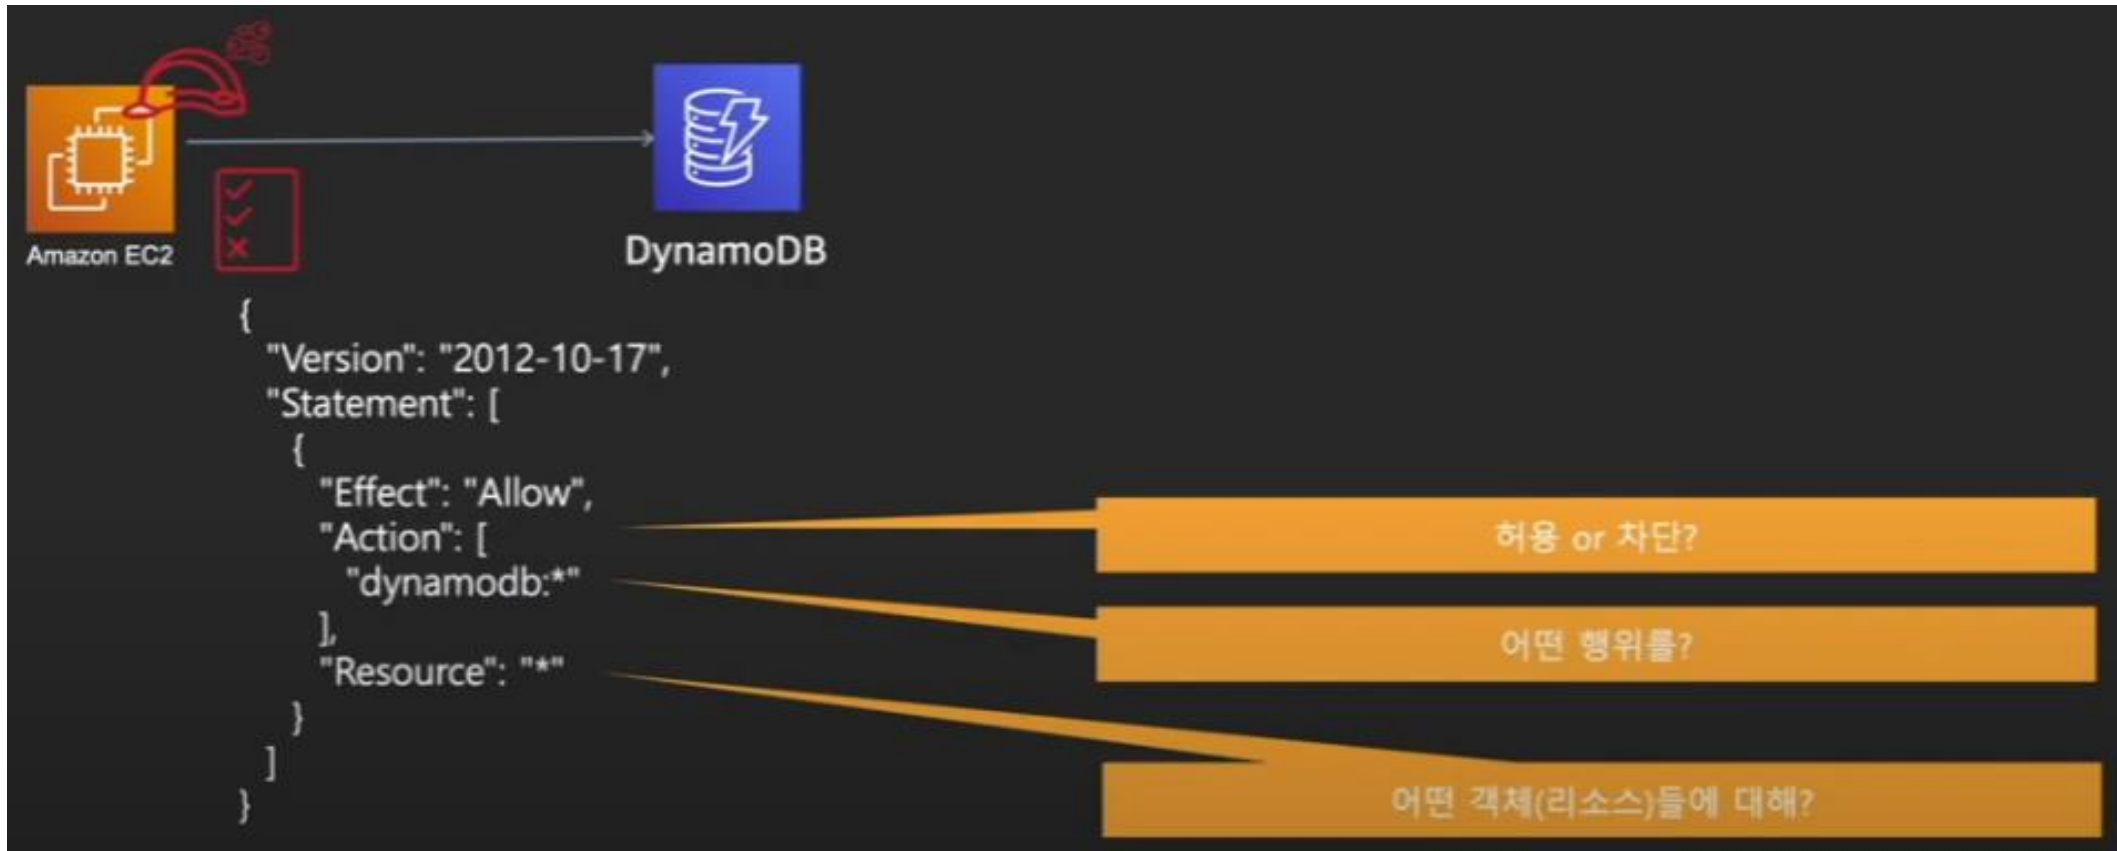 Amazon EC2
DynamoDB
{
"Version": "2012-10-17",
"Statement": [
{
"Effect": "Allow",
"Action": [
"dynamodb:*"
],
"Resource": "*"
}
]
}
허용 or 차단?
어떤 행위를?
어떤 객체(리소스)들에 대해?